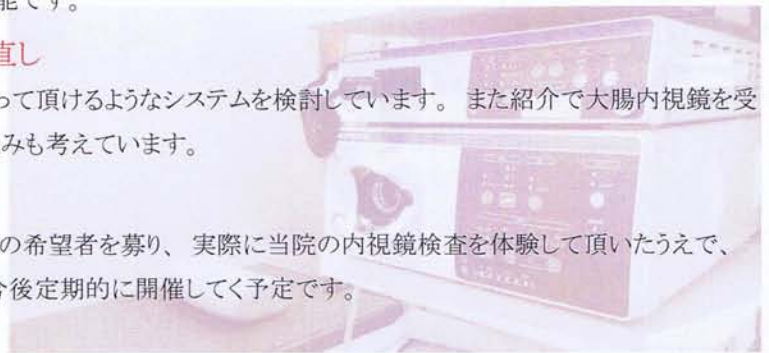 能です。
直し
って頂けるようなシステムを検討しています。また紹介で大腸内視鏡を受
みも考えています。
の希望者を募り、実際に当院の内視鏡検査を体験して頂いたうえで、
今後定期的に開催してく予定です。